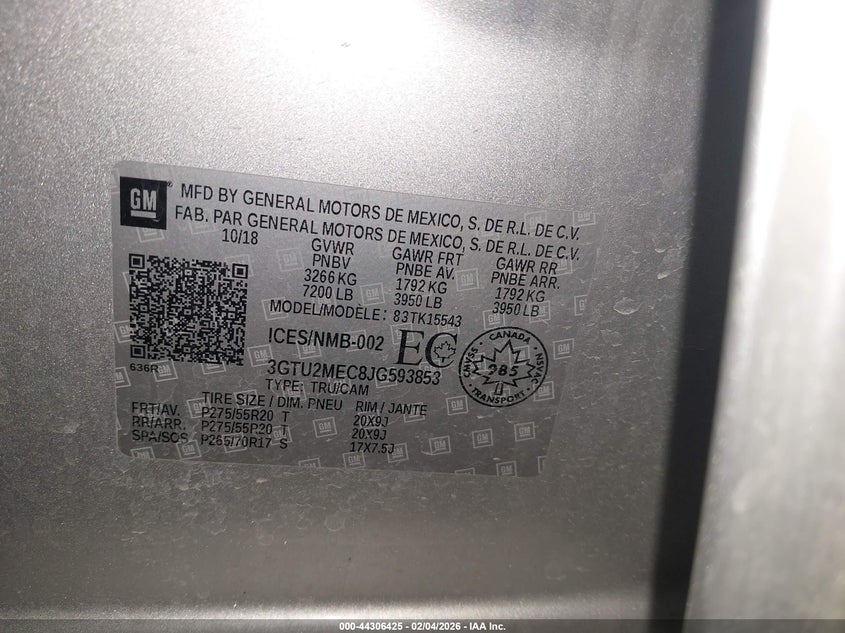 GM
MFD BY GENERAL MOTORS DE MEXICO, S. DE R.L. DE C.V.
FAB. PAR GENERAL MOTORS DE MEXICO, S. DE R.L. DE C.V.
10/18 GVWR GAWR FRT GAWR RR
PNBV PNBE AV. PNBE ARR.
3266 KG 1792 KG 1792 KG
7200 LB 3950 LB 3950 LB
MODEL/MODÈLE: 83TK15543
ICES/NMB-002 EC
CANADA
CMVSS 985 NSVAC
TRANSPORT
636R
3GTU2MEC8JG593853
TYPE: TRU/CAM
TIRE SIZE / DIM. PNEU RIM / JANTE
FRT/AV. P275/55R20 T 20X9J
RR/ARR. P275/55R20 T 20X9J
SPA/SOS P265/70R17 S 17X7.5J
000-44306425 - 02/04/2026 - IAA Inc.